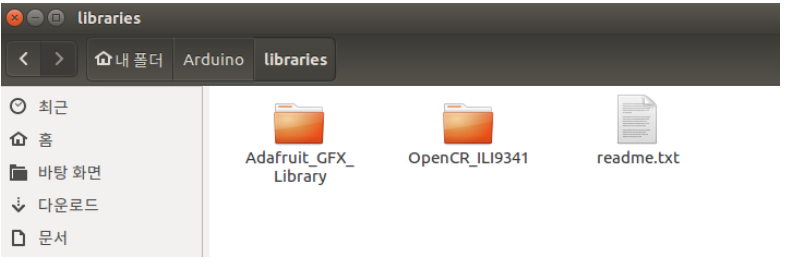 libraries
내 폴더 Arduino libraries
최근
홈
바탕 화면
다운로드
문서
Adafruit_GFX_
Library
OpenCR_ILI9341
readme.txt